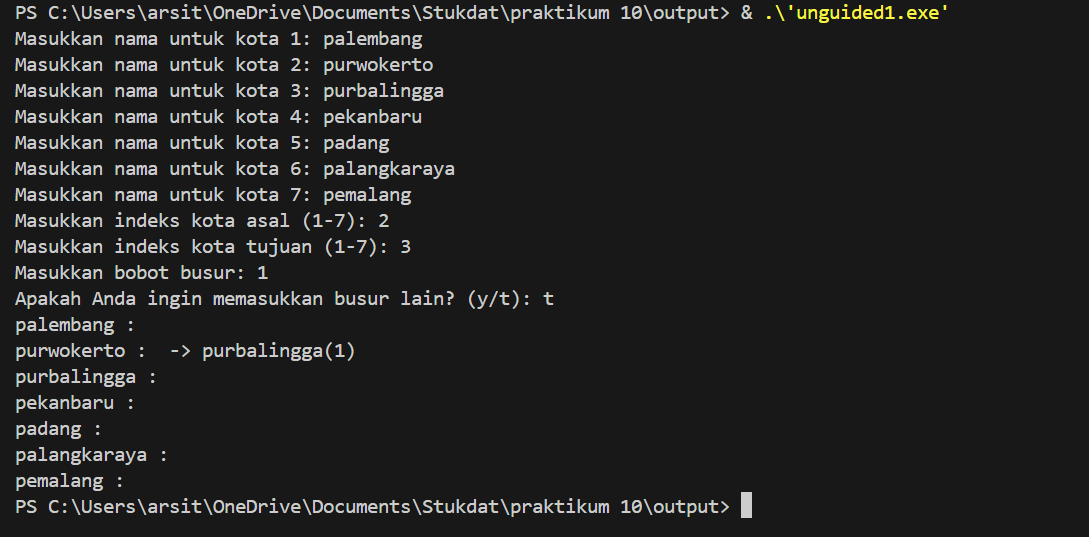 PS C:\Users\arsit\OneDrive\Documents\Stukdat\praktikum 10\output> & .\'unguided1.exe'
Masukkan nama untuk kota 1: palembang
Masukkan nama untuk kota 2: purwokerto
Masukkan nama untuk kota 3: purbalingga
Masukkan nama untuk kota 4: pekanbaru
Masukkan nama untuk kota 5: padang
Masukkan nama untuk kota 6: palangkaraya
Masukkan nama untuk kota 7: pemalang
Masukkan indeks kota asal (1-7): 2
Masukkan indeks kota tujuan (1-7): 3
Masukkan bobot busur: 1
Apakah Anda ingin memasukkan busur lain? (y/t): t
palembang :
purwokerto :  -> purbalingga(1)
purbalingga :
pekanbaru :
padang :
palangkaraya :
pemalang :
PS C:\Users\arsit\OneDrive\Documents\Stukdat\praktikum 10\output>